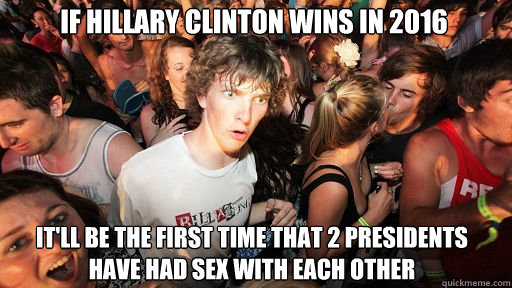 IF HILLARY CLINTON WINS IN 2016
IT'LL BE THE FIRST TIME THAT 2 PRESIDENTS
HAVE HAD SEX WITH EACH OTHER
quickmeme.com